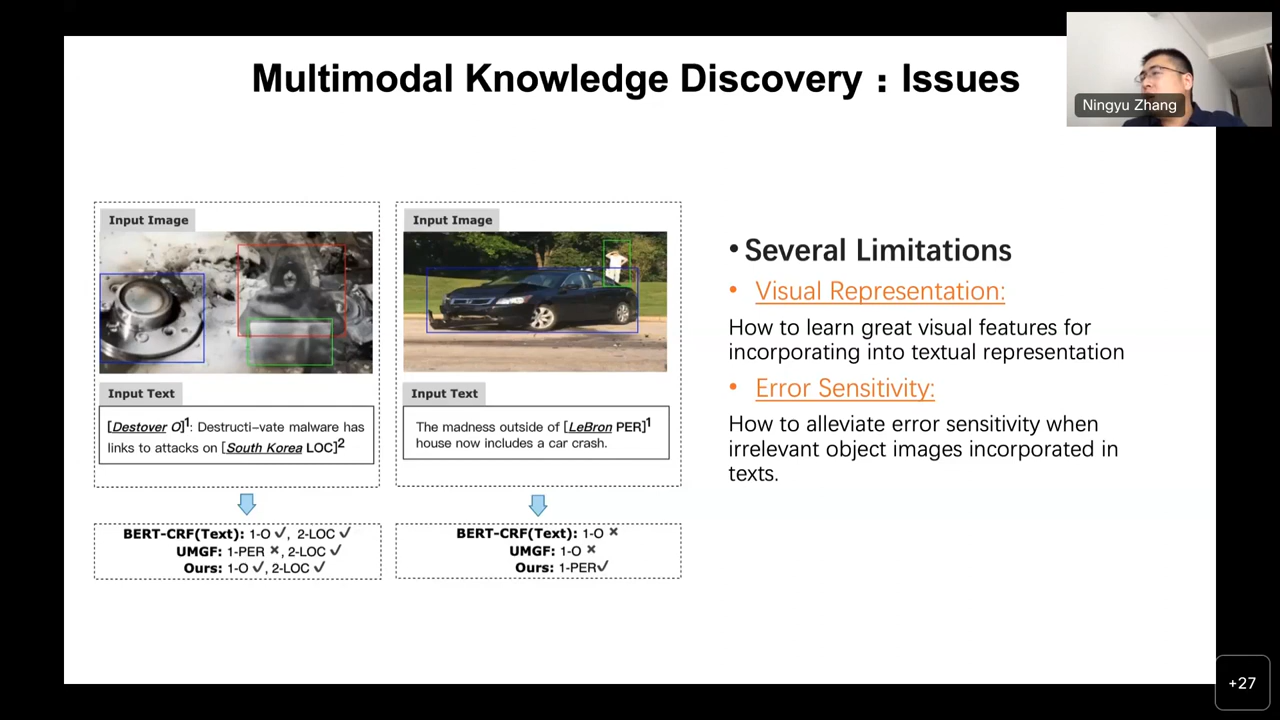 Multimodal Knowledge Discovery：Issues
Ningyu Zhang
Input Image
Input Text
[Destover O]1: Destructi-vate malware has
links to attacks on [South Korea LOC]2
BERT-CRF(Text): 1-O ✓, 2-LOC ✓
UMGF: 1-PER ✗, 2-LOC ✓
Ours: 1-O ✓, 2-LOC ✓
Input Image
Input Text
The madness outside of [LeBron PER]1
house now includes a car crash.
BERT-CRF(Text): 1-O ✗
UMGF: 1-O ✗
Ours: 1-PER✓
• Several Limitations
• Visual Representation:
How to learn great visual features for
incorporating into textual representation
• Error Sensitivity:
How to alleviate error sensitivity when
irrelevant object images incorporated in
texts.
+27